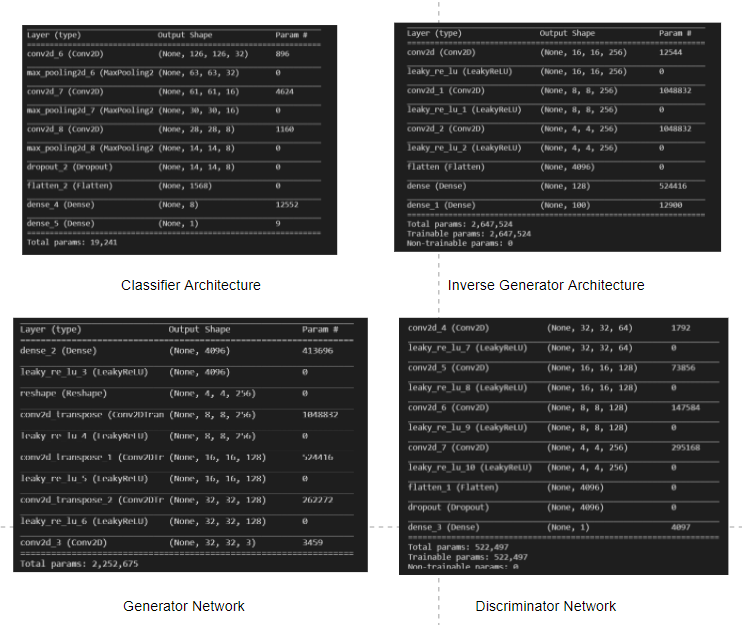 Layer (type) Output Shape Param #
conv2d_6 (Conv2D) (None, 126, 126, 32) 896
max_pooling2d_6 (MaxPooling2 (None, 63, 63, 32) 0
conv2d_7 (Conv2D) (None, 61, 61, 16) 4624
max_pooling2d_7 (MaxPooling2 (None, 30, 30, 16) 0
conv2d_8 (Conv2D) (None, 28, 28, 8) 1160
max_pooling2d_8 (MaxPooling2 (None, 14, 14, 8) 0
dropout_2 (Dropout) (None, 14, 14, 8) 0
flatten_2 (Flatten) (None, 1568) 0
dense_4 (Dense) (None, 8) 12552
dense_5 (Dense) (None, 1) 9
Total params: 19,241
Classifier Architecture
Layer (type) Output Shape Param #
conv2d (Conv2D) (None, 16, 16, 256) 12544
leaky_re_lu (LeakyReLU) (None, 16, 16, 256) 0
conv2d_1 (Conv2D) (None, 8, 8, 256) 1048832
leaky_re_lu_1 (LeakyReLU) (None, 8, 8, 256) 0
conv2d_2 (Conv2D) (None, 4, 4, 256) 1048832
leaky_re_lu_2 (LeakyReLU) (None, 4, 4, 256) 0
flatten (Flatten) (None, 4096) 0
dense (Dense) (None, 128) 524416
dense_1 (Dense) (None, 100) 12900
Total params: 2,647,524
Trainable params: 2,647,524
Non-trainable params: 0
Inverse Generator Architecture
Layer (type) Output Shape Param #
dense_2 (Dense) (None, 4096) 413696
leaky_re_lu_3 (LeakyReLU) (None, 4096) 0
reshape (Reshape) (None, 4, 4, 256) 0
conv2d_transpose (Conv2DTran (None, 8, 8, 256) 1048832
leaky_re_lu_4 (LeakyReLU) (None, 8, 8, 256) 0
conv2d_transpose_1 (Conv2DTr (None, 16, 16, 128) 524416
leaky_re_lu_5 (LeakyReLU) (None, 16, 16, 128) 0
conv2d_transpose_2 (Conv2DTr (None, 32, 32, 128) 262272
leaky_re_lu_6 (LeakyReLU) (None, 32, 32, 128) 0
conv2d_3 (Conv2D) (None, 32, 32, 3) 3459
Total params: 2,252,675
Generator Network
conv2d_4 (Conv2D) (None, 32, 32, 64) 1792
leaky_re_lu_7 (LeakyReLU) (None, 32, 32, 64) 0
conv2d_5 (Conv2D) (None, 16, 16, 128) 73856
leaky_re_lu_8 (LeakyReLU) (None, 16, 16, 128) 0
conv2d_6 (Conv2D) (None, 8, 8, 128) 147584
leaky_re_lu_9 (LeakyReLU) (None, 8, 8, 128) 0
conv2d_7 (Conv2D) (None, 4, 4, 256) 295168
leaky_re_lu_10 (LeakyReLU) (None, 4, 4, 256) 0
flatten_1 (Flatten) (None, 4096) 0
dropout (Dropout) (None, 4096) 0
dense_3 (Dense) (None, 1) 4097
Total params: 522,497
Trainable params: 522,497
Non-trainable params: 0
Discriminator Network